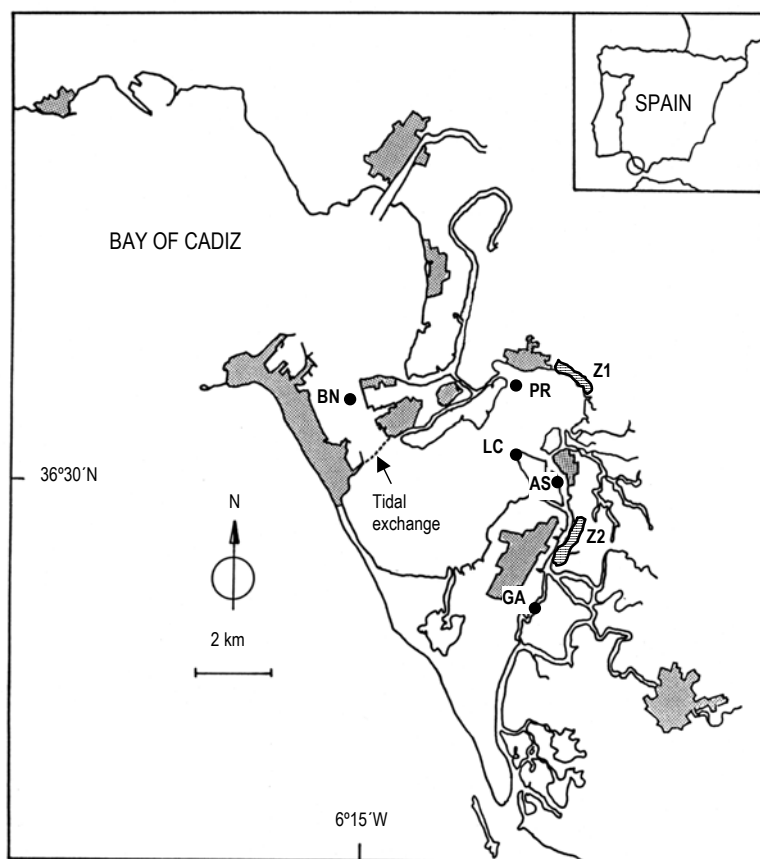 SPAIN
BAY OF CADIZ
Z1
BN
PR
LC
36º30´N
AS
Tidal
exchange
N
Z2
GA
2 km
6º15´W